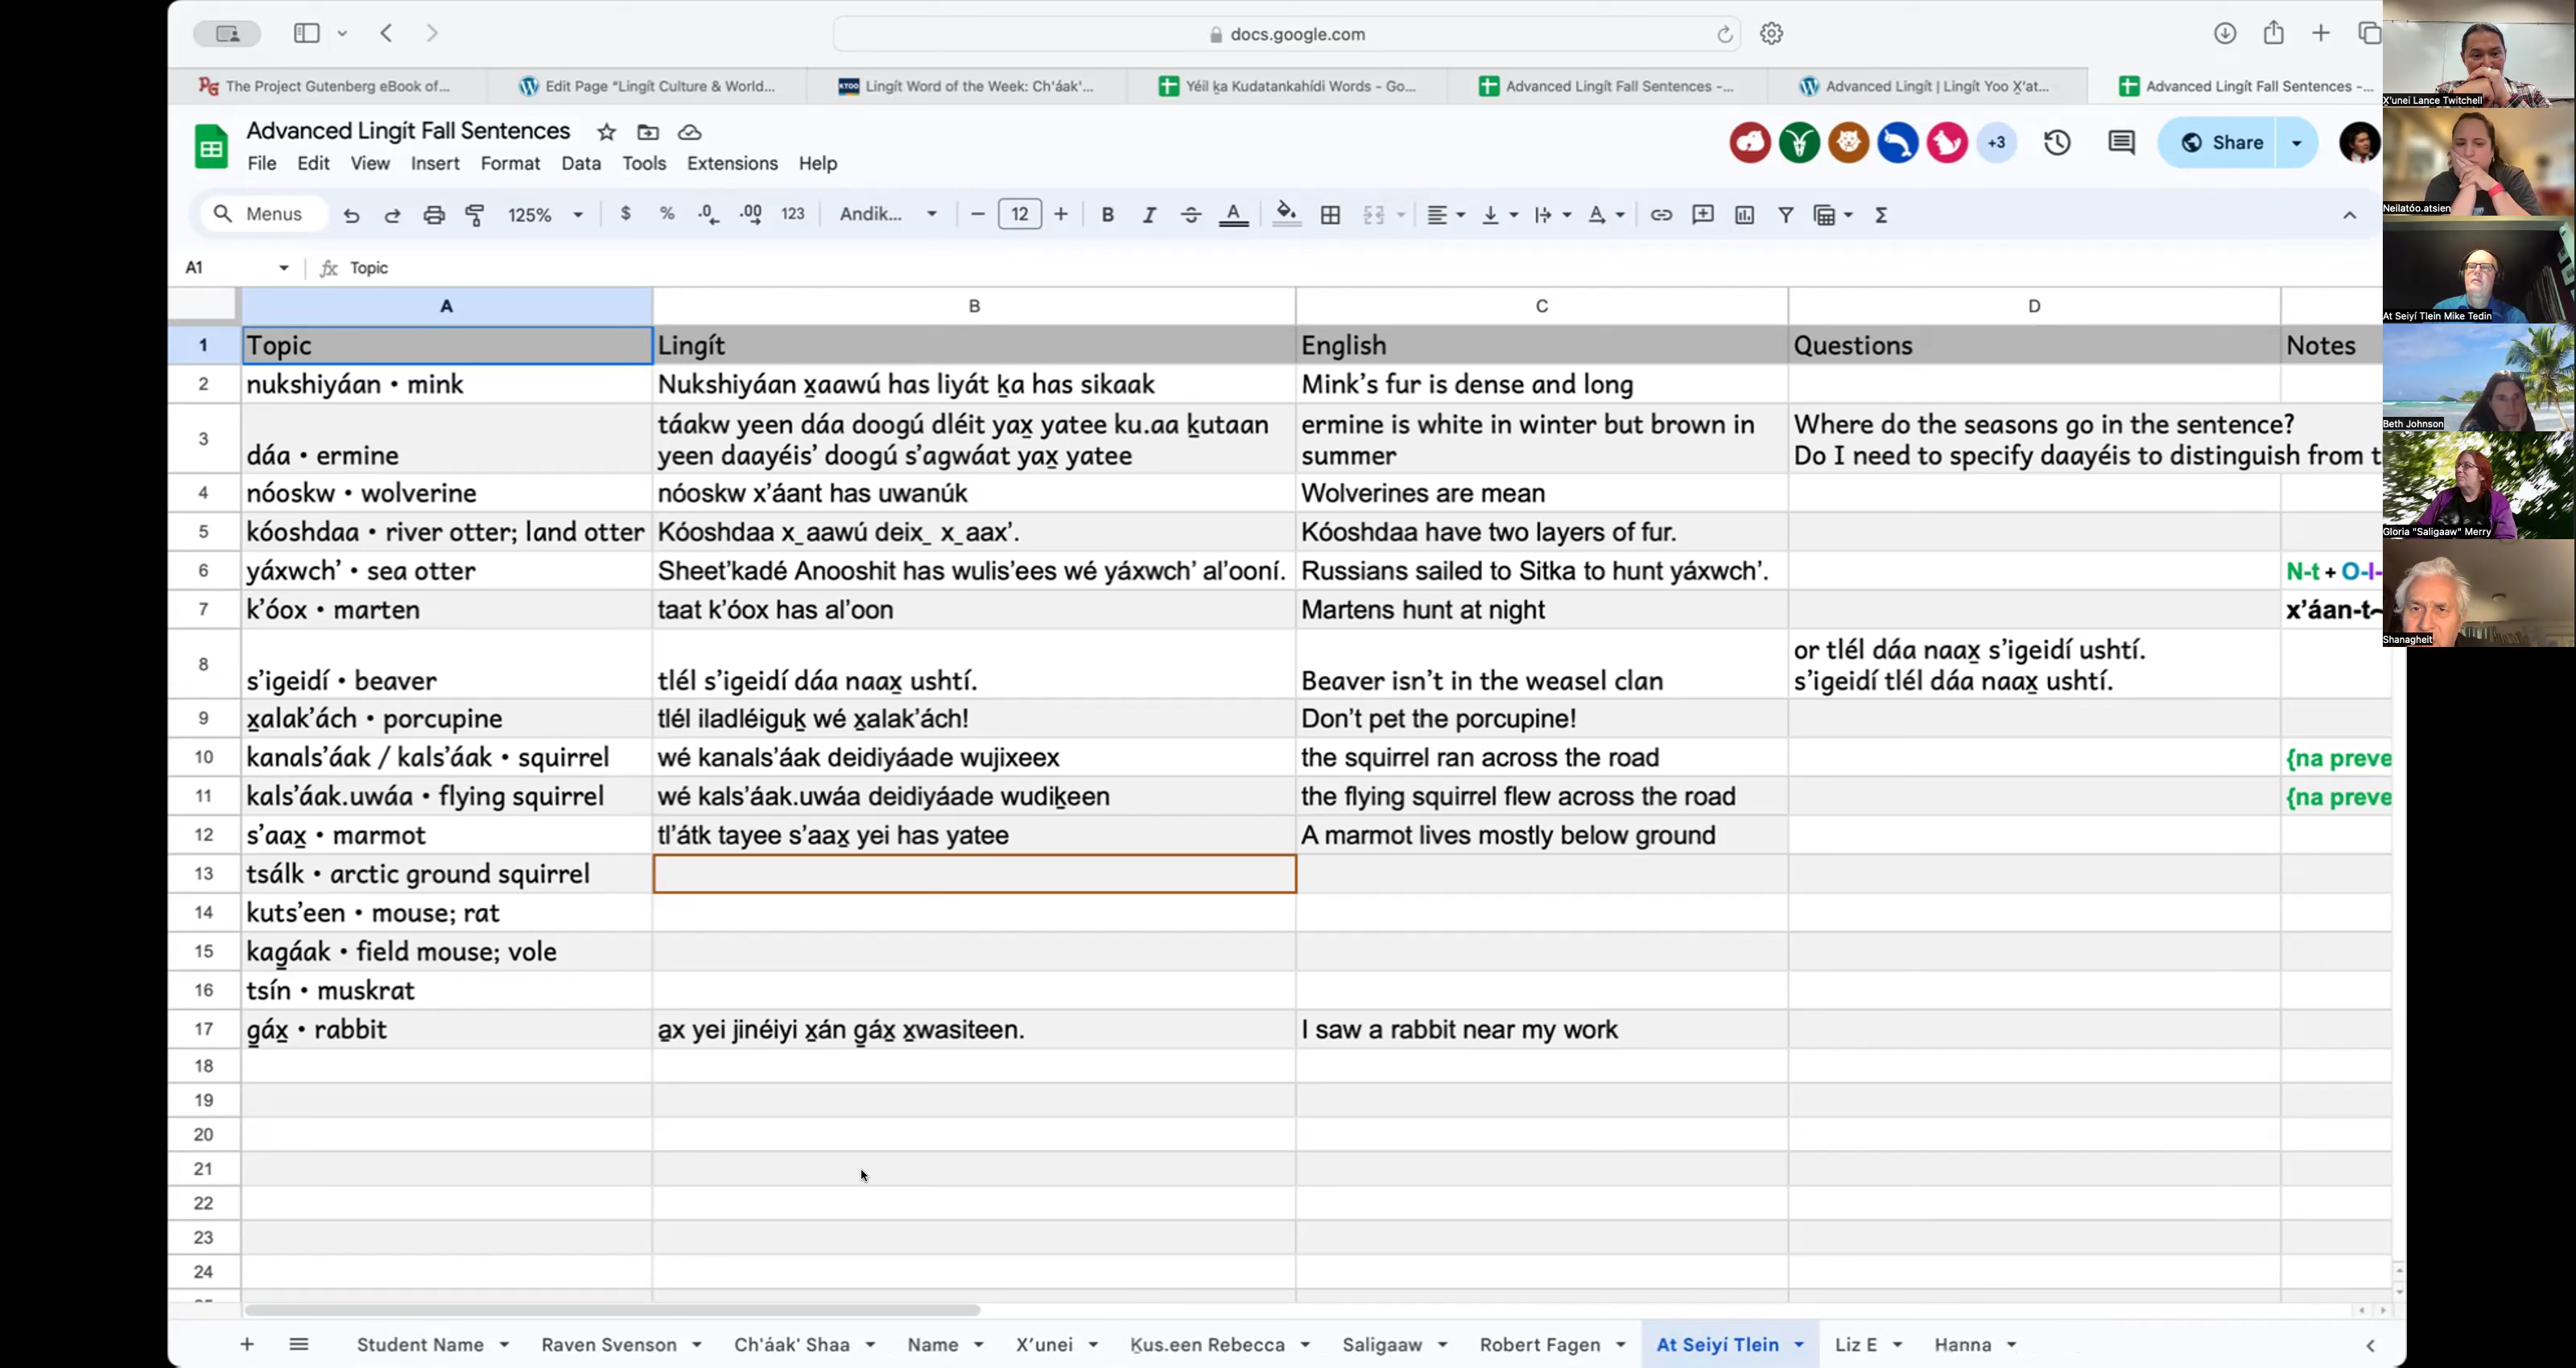 docs.google.com
The Project Gutenberg eBook of...
Edit Page "Lingít Culture & World...
KTOO Lingít Word of the Week: Ch'áak'...
Yéil ḵa Kudatankahídi Words - Go...
Advanced Lingít Fall Sentences -...
Advanced Lingít | Lingít Yoo X̱'at...
Advanced Lingít Fall Sentences -...
Advanced Lingít Fall Sentences
+3
Share
File Edit View Insert Format Data Tools Extensions Help
Menus 125% $ % .0 .00 123 Andik... 12 B I A Σ
A1 fx Topic
A B C D
1 Topic Lingít English Questions Notes
2 nukshiyáan • mink Nukshiyáan x̱aawú has liyát ḵa has sikaak Mink's fur is dense and long
3 dáa • ermine táakw yeen dáa doogú dléit yax̱ yatee ku.aa ḵutaan ermine is white in winter but brown in Where do the seasons go in the sentence?
yeen daayéis' doogú s'agwáat yax̱ yatee summer Do I need to specify daayéis to distinguish from t
4 nóoskw • wolverine nóoskw x'áant has uwanúk Wolverines are mean
5 kóoshdaa • river otter; land otter Kóoshdaa x_aawú deix_ x_aax'. Kóoshdaa have two layers of fur.
6 yáxwch' • sea otter Sheet'kadé Anooshit has wulis'ees wé yáxwch' al'ooní. Russians sailed to Sitka to hunt yáxwch'. N-t + O-l-
7 k'óox • marten taat k'óox has al'oon Martens hunt at night x'áan-t~
8 s'igeidí • beaver tlél s'igeidí dáa naax̱ ushtí. Beaver isn't in the weasel clan or tlél dáa naax̱ s'igeidí ushtí.
s'igeidí tlél dáa naax̱ ushtí.
9 x̱alak'ách • porcupine tlél iladléiguḵ wé x̱alak'ách! Don't pet the porcupine!
10 kanals'áak / kals'áak • squirrel wé kanals'áak deidiyáade wujixeex the squirrel ran across the road {na preve
11 kals'áak.uwáa • flying squirrel wé kals'áak.uwáa deidiyáade wudiḵeen the flying squirrel flew across the road {na preve
12 s'aax̱ • marmot tl'átk tayee s'aax̱ yei has yatee A marmot lives mostly below ground
13 tsálk • arctic ground squirrel
14 kuts'een • mouse; rat
15 kag̱áak • field mouse; vole
16 tsín • muskrat
17 g̱áx̱ • rabbit a̱x yei jinéiyi x̱án g̱áx̱ x̱wasiteen. I saw a rabbit near my work
18
19
20
21
22
23
24
Student Name Raven Svenson Ch'áak' Shaa Name X'unei Ḵus.een Rebecca Saligaaw Robert Fagen At Seiyí Tlein Liz E Hanna
X̱'unei Lance Twitchell
Neilatóo.atsien
At Seiyí Tlein Mike Tedin
Beth Johnson
Gloria "Saligaaw" Merry
Shanagheit